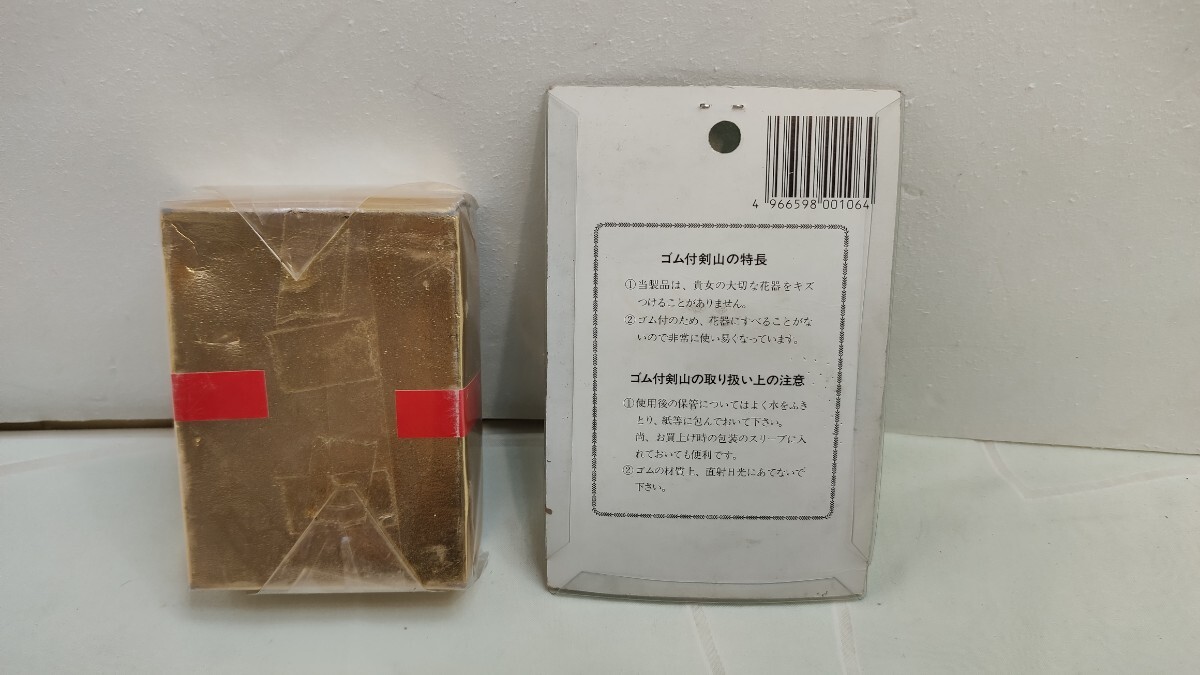 4 966598 001064
ゴム付剣山の特長
①当製品は、貴女の大切な花器をキズ
つけることがありません。
②ゴム付のため、花器にすべることがな
いので非常に使い易くなっています。
ゴム付剣山の取り扱い上の注意
①使用後の保管についてはよく水をふき
とり、紙等に包んでおいて下さい。
尚、お買上げ時の包装のスリーブに入
れておいても便利です。
②ゴムの材質上、直射日光にあてないで
下さい。